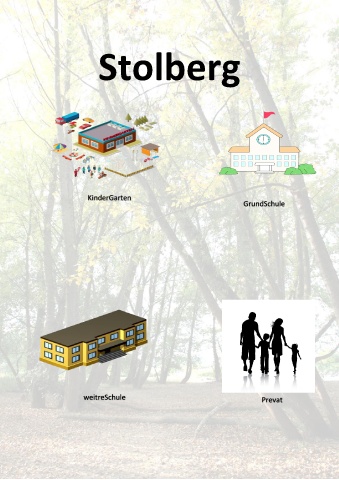 Stolberg
KinderGarten
GrundSchule
weitreSchule
Prevat